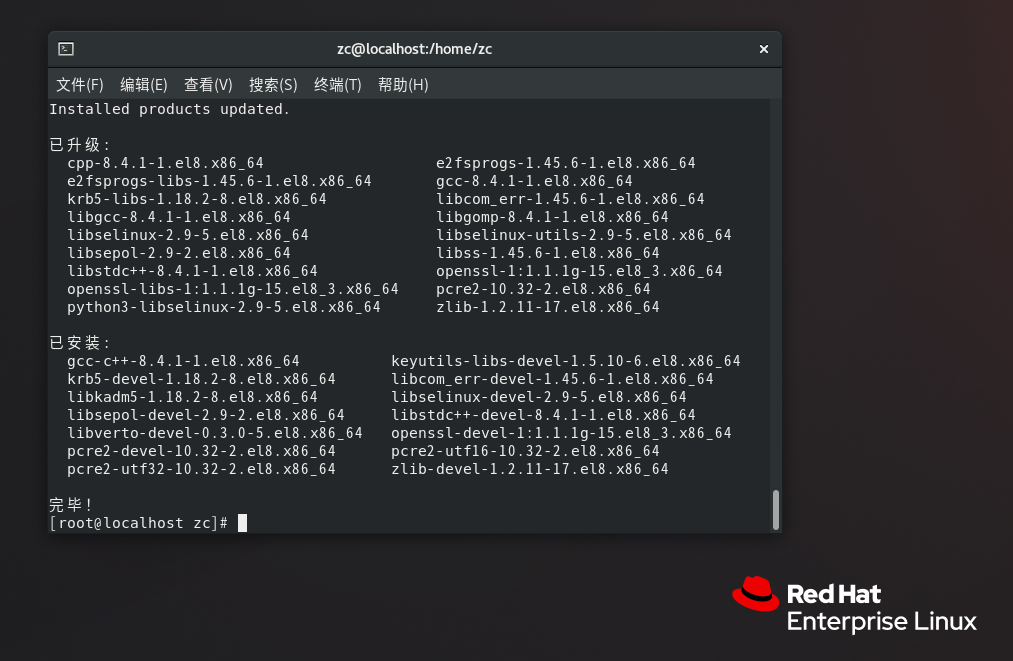 zc@localhost:/home/zc
文件(F) 编辑(E) 查看(V) 搜索(S) 终端(T) 帮助(H)
Installed products updated.
已升级:
cpp-8.4.1-1.el8.x86_64 e2fsprogs-1.45.6-1.el8.x86_64
e2fsprogs-libs-1.45.6-1.el8.x86_64 gcc-8.4.1-1.el8.x86_64
krb5-libs-1.18.2-8.el8.x86_64 libcom_err-1.45.6-1.el8.x86_64
libgcc-8.4.1-1.el8.x86_64 libgomp-8.4.1-1.el8.x86_64
libselinux-2.9-5.el8.x86_64 libselinux-utils-2.9-5.el8.x86_64
libsepol-2.9-2.el8.x86_64 libss-1.45.6-1.el8.x86_64
libstdc++-8.4.1-1.el8.x86_64 openssl-1:1.1.1g-15.el8_3.x86_64
openssl-libs-1:1.1.1g-15.el8_3.x86_64 pcre2-10.32-2.el8.x86_64
python3-libselinux-2.9-5.el8.x86_64 zlib-1.2.11-17.el8.x86_64
已安装:
gcc-c++-8.4.1-1.el8.x86_64 keyutils-libs-devel-1.5.10-6.el8.x86_64
krb5-devel-1.18.2-8.el8.x86_64 libcom_err-devel-1.45.6-1.el8.x86_64
libkadm5-1.18.2-8.el8.x86_64 libselinux-devel-2.9-5.el8.x86_64
libsepol-devel-2.9-2.el8.x86_64 libstdc++-devel-8.4.1-1.el8.x86_64
libverto-devel-0.3.0-5.el8.x86_64 openssl-devel-1:1.1.1g-15.el8_3.x86_64
pcre2-devel-10.32-2.el8.x86_64 pcre2-utf16-10.32-2.el8.x86_64
pcre2-utf32-10.32-2.el8.x86_64 zlib-devel-1.2.11-17.el8.x86_64
完毕!
[root@localhost zc]#
Red Hat
Enterprise Linux